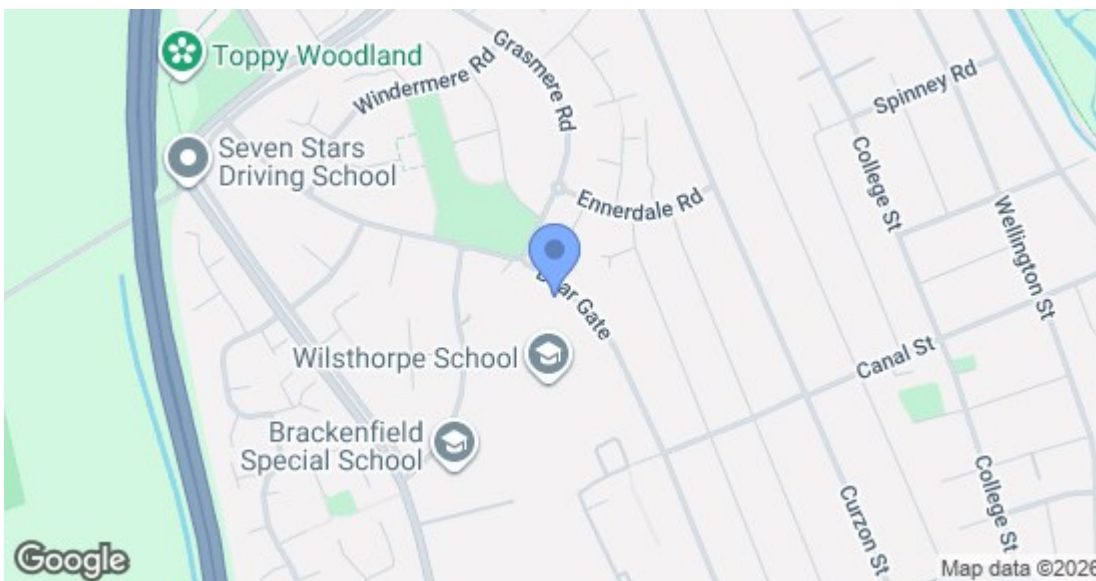 Toppy Woodland
Windermere Rd
Grasmere Rd
Spinney Rd
Seven Stars
Driving School
College St
Ennerdale Rd
Wellington St
Gate
Wilsthorpe School
Canal St
Brackenfield
Special School
Curzon St
College St
Google
Map data ©2026